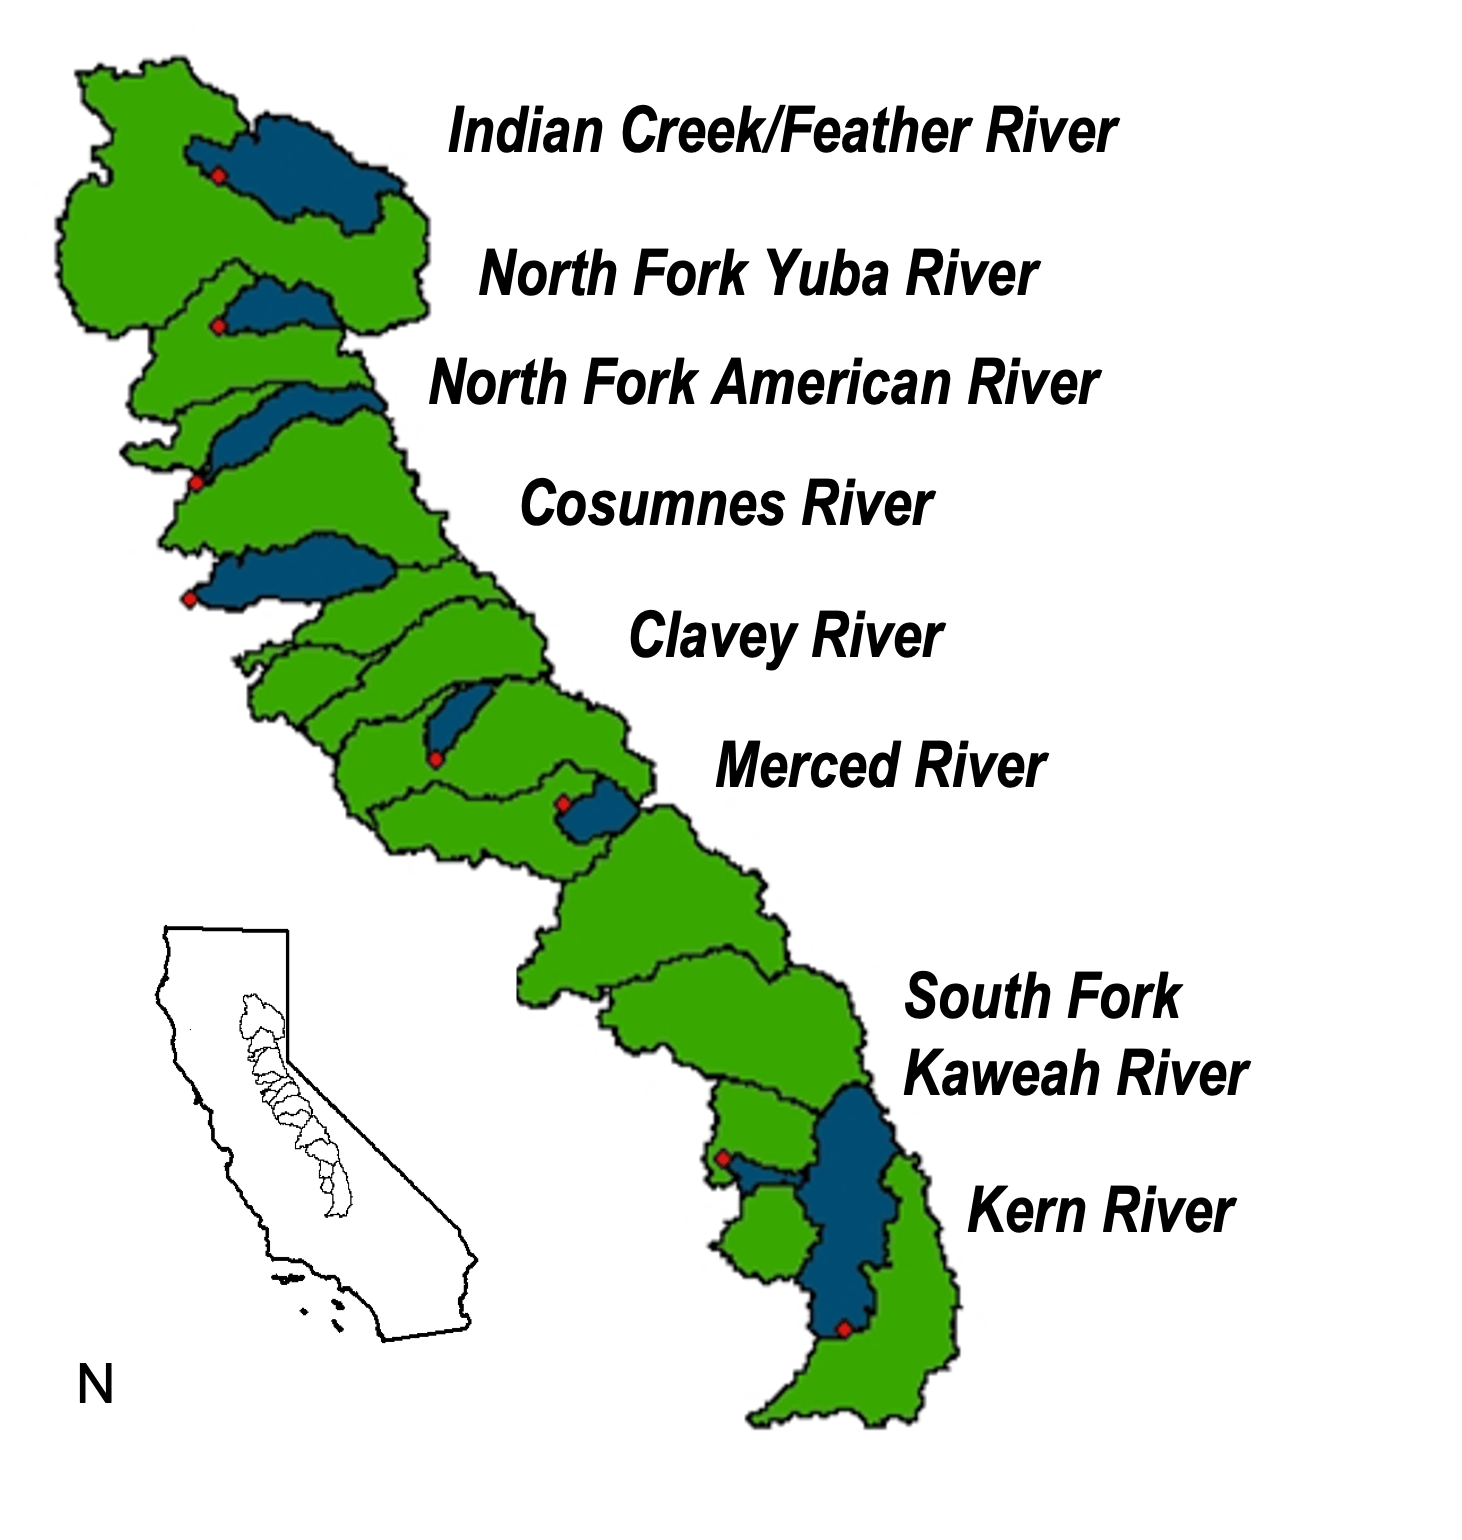 Indian Creek/Feather River
North Fork Yuba River
North Fork American River
Cosumnes River
Clavey River
Merced River
South Fork
Kaweah River
Kern River
N